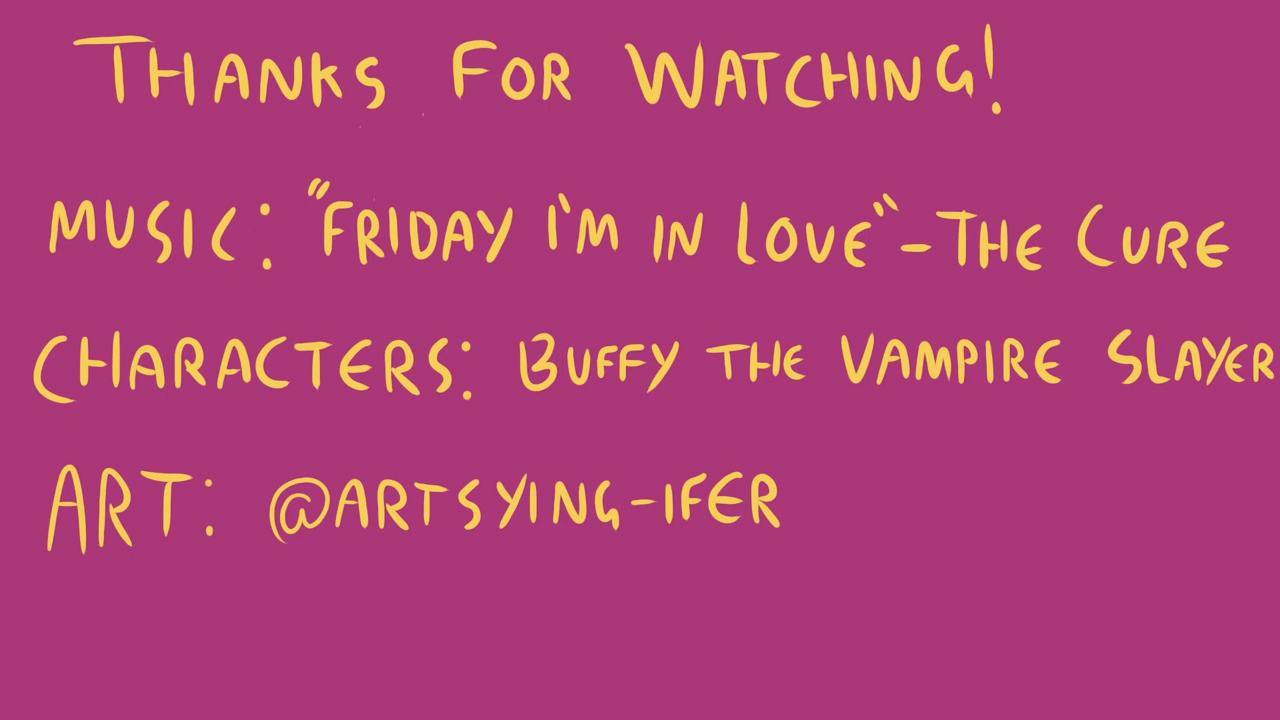 THANKS FOR WATCHING!
MUSIC: "FRIDAY I'M IN LOVE" - THE CURE
CHARACTERS: BUFFY THE VAMPIRE SLAYER
ART: @ARTSYING-IFER